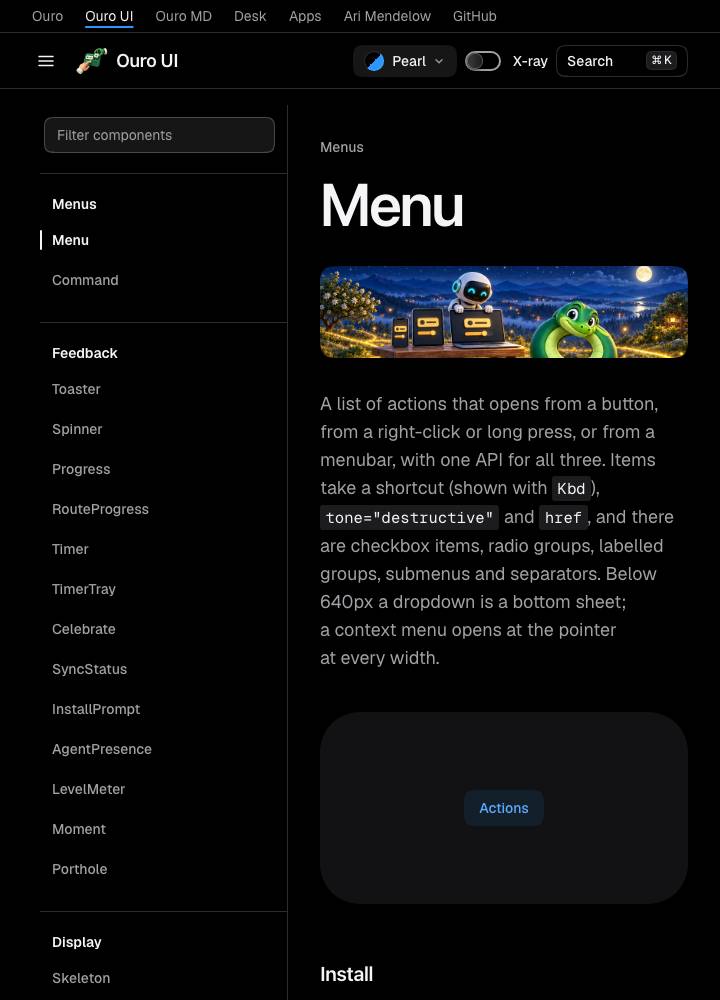 Ouro
Ouro UI
Ouro MD
Desk
Apps
Ari Mendelow
GitHub
Ouro UI
Pearl
X-ray
Search
⌘ K
Filter components
Menus
Menu
Command
Feedback
Toaster
Spinner
Progress
RouteProgress
Timer
TimerTray
Celebrate
SyncStatus
InstallPrompt
AgentPresence
LevelMeter
Moment
Porthole
Display
Skeleton
Menus
Menu
A list of actions that opens from a button,
from a right-click or long press, or from a
menubar, with one API for all three. Items
take a shortcut (shown with Kbd),
tone="destructive" and href, and there
are checkbox items, radio groups, labelled
groups, submenus and separators. Below
640px a dropdown is a bottom sheet;
a context menu opens at the pointer
at every width.
Actions
Install